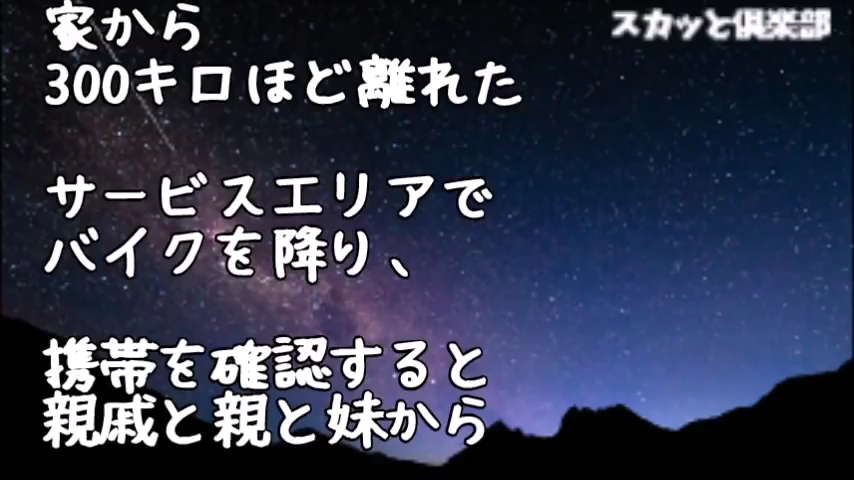 スカッと倶楽部
家から
300キロほど離れた
サービスエリアで
バイクを降り、
携帯を確認すると
親戚と親と妹から